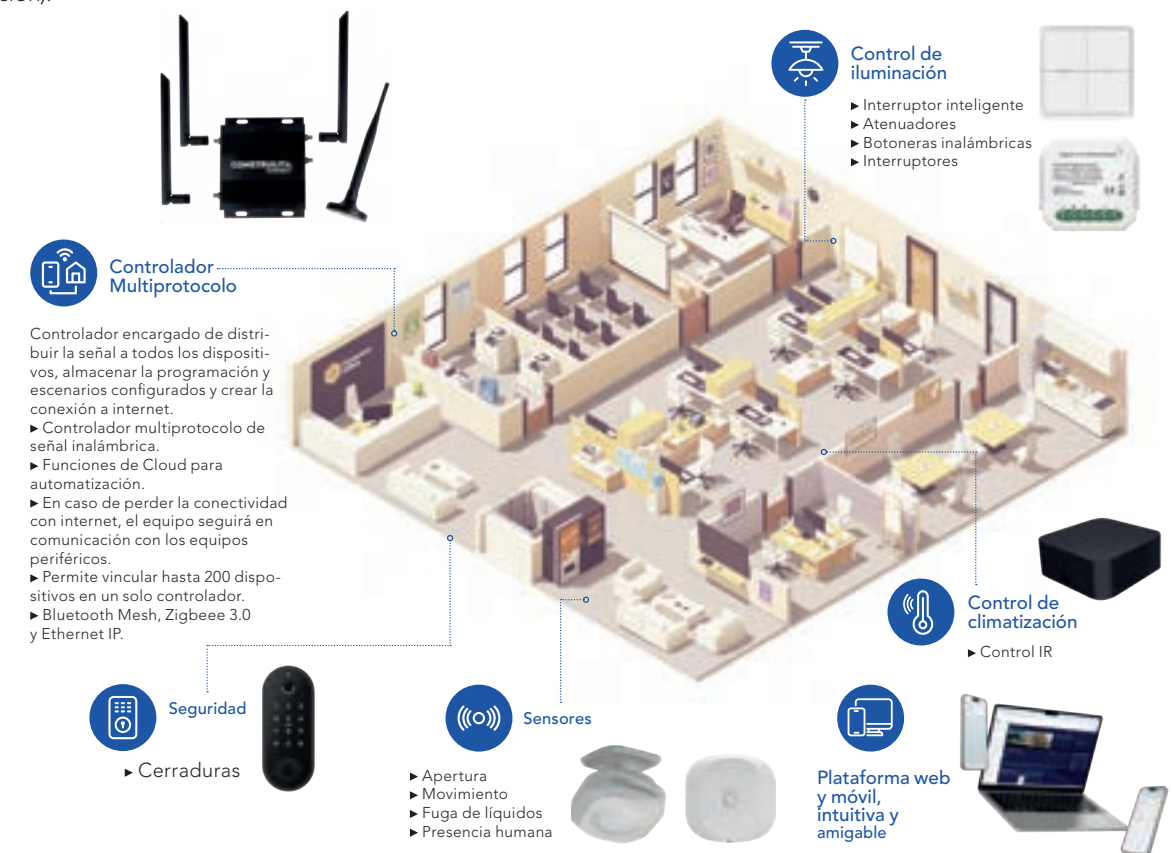 sión).
Control de
iluminación
▸ Interruptor inteligente
▸ Atenuadores
▸ Botoneras inalámbricas
▸ Interruptores
CONSTRULITA
Controlador
Multiprotocolo
Controlador encargado de distri-
buir la señal a todos los dispositi-
vos, almacenar la programación y
escenarios configurados y crear la
conexión a internet.
▸ Controlador multiprotocolo de
señal inalámbrica.
▸ Funciones de Cloud para
automatización.
▸ En caso de perder la conectividad
con internet, el equipo seguirá en
comunicación con los equipos
periféricos.
▸ Permite vincular hasta 200 dispo-
sitivos en un solo controlador.
▸ Bluetooth Mesh, Zigbeee 3.0
y Ethernet IP.
Control de
climatización
▸ Control IR
Seguridad
▸ Cerraduras
Sensores
▸ Apertura
▸ Movimiento
▸ Fuga de líquidos
▸ Presencia humana
Plataforma web
y móvil,
intuitiva y
amigable